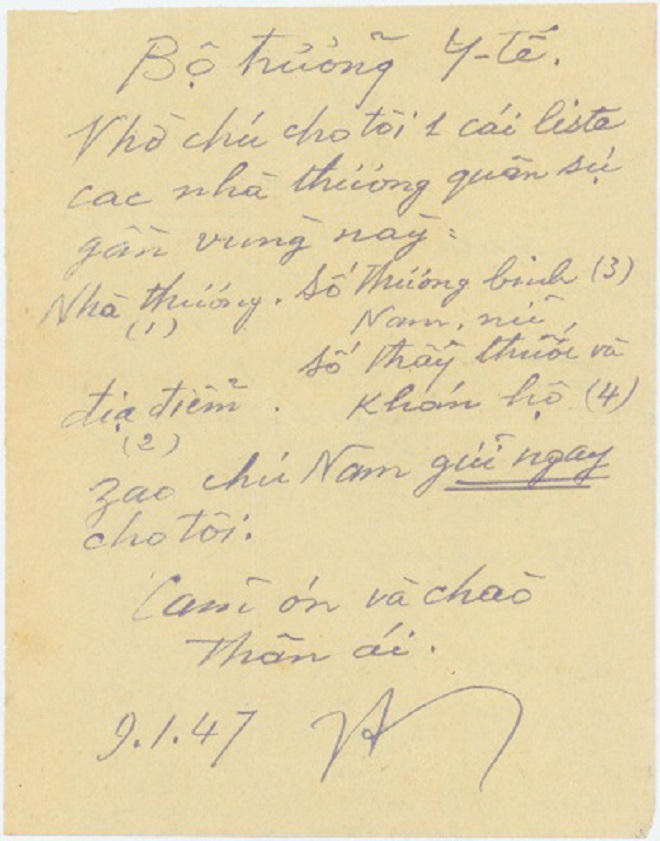 Bộ trưởng Y-tế.
Nhờ chú cho tôi 1 cái liste
các nhà thương quân sự
gần vùng này:
Nhà thương. Số thương binh (3)
(1) Nam, nữ,
Số thầy thuốc và
địa điểm. khán hộ (4)
(2)
zao chú Nam gửi ngay
cho tôi.
Cảm ơn và chào
Thân ái.
9.1.47